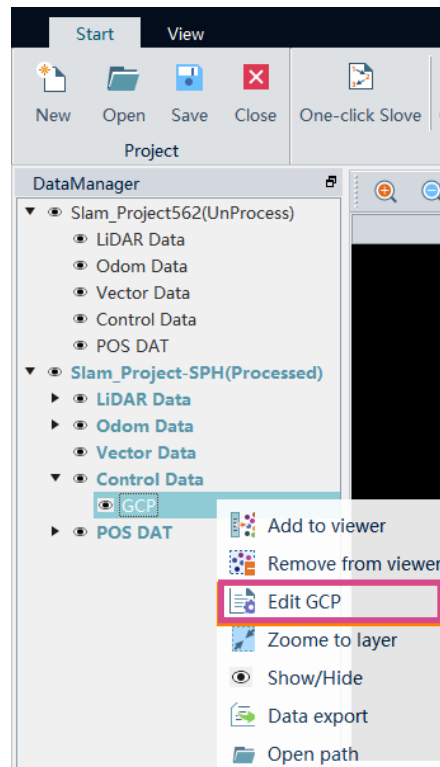 Start View
New Open Save Close One-click Slove
Project
DataManager
Slam_Project562(UnProcess)
LiDAR Data
Odom Data
Vector Data
Control Data
POS DAT
Slam_Project-SPH(Processed)
LiDAR Data
Odom Data
Vector Data
Control Data
GCP
POS DAT
Add to viewer
Remove from viewer
Edit GCP
Zoome to layer
Show/Hide
Data export
Open path